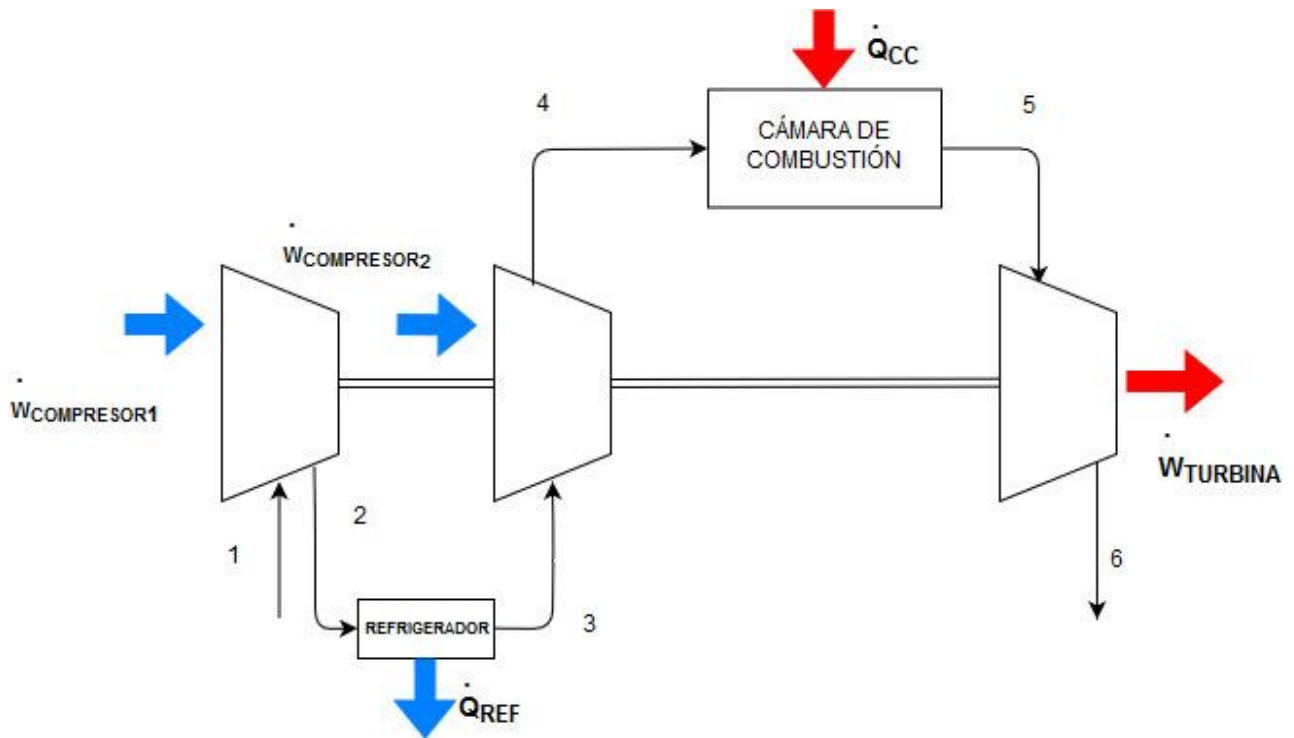 Q̇CC
4
5
CÁMARA DE
COMBUSTIÓN
ẆCOMPRESOR2
ẆCOMPRESOR1
ẆTURBINA
2
1
6
REFRIGERADOR
3
Q̇REF